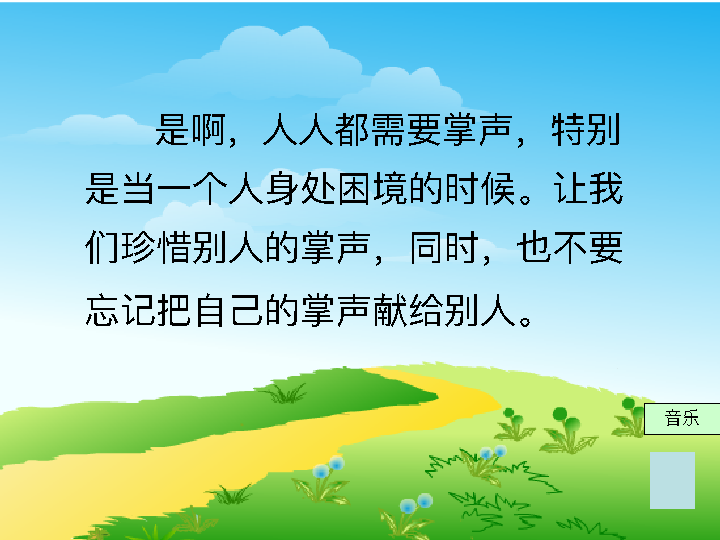 是啊，人人都需要掌声，特别
是当一个人身处困境的时候。让我
们珍惜别人的掌声，同时，也不要
忘记把自己的掌声献给别人。
音乐